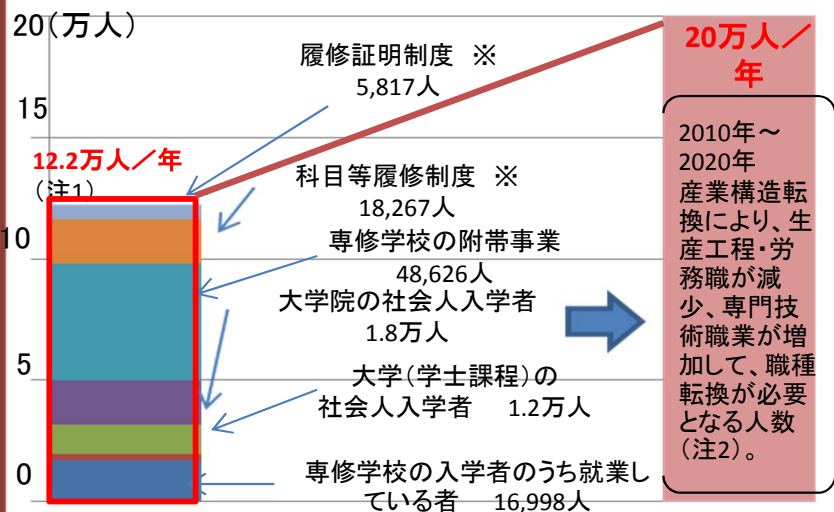 20(万人)
15
10
5
0
12.2万人／年
(注1)
履修証明制度　※
5,817人
科目等履修制度　※
18,267人
専修学校の附帯事業
48,626人
大学院の社会人入学者
1.8万人
大学(学士課程)の
社会人入学者　1.2万人
専修学校の入学者のうち就業し
ている者　16,998人
20万人／
年
2010年～
2020年
産業構造転
換により、生
産工程・労
務職が減
少、専門技
術職業が増
加して、職種
転換が必要
となる人数
(注2)。